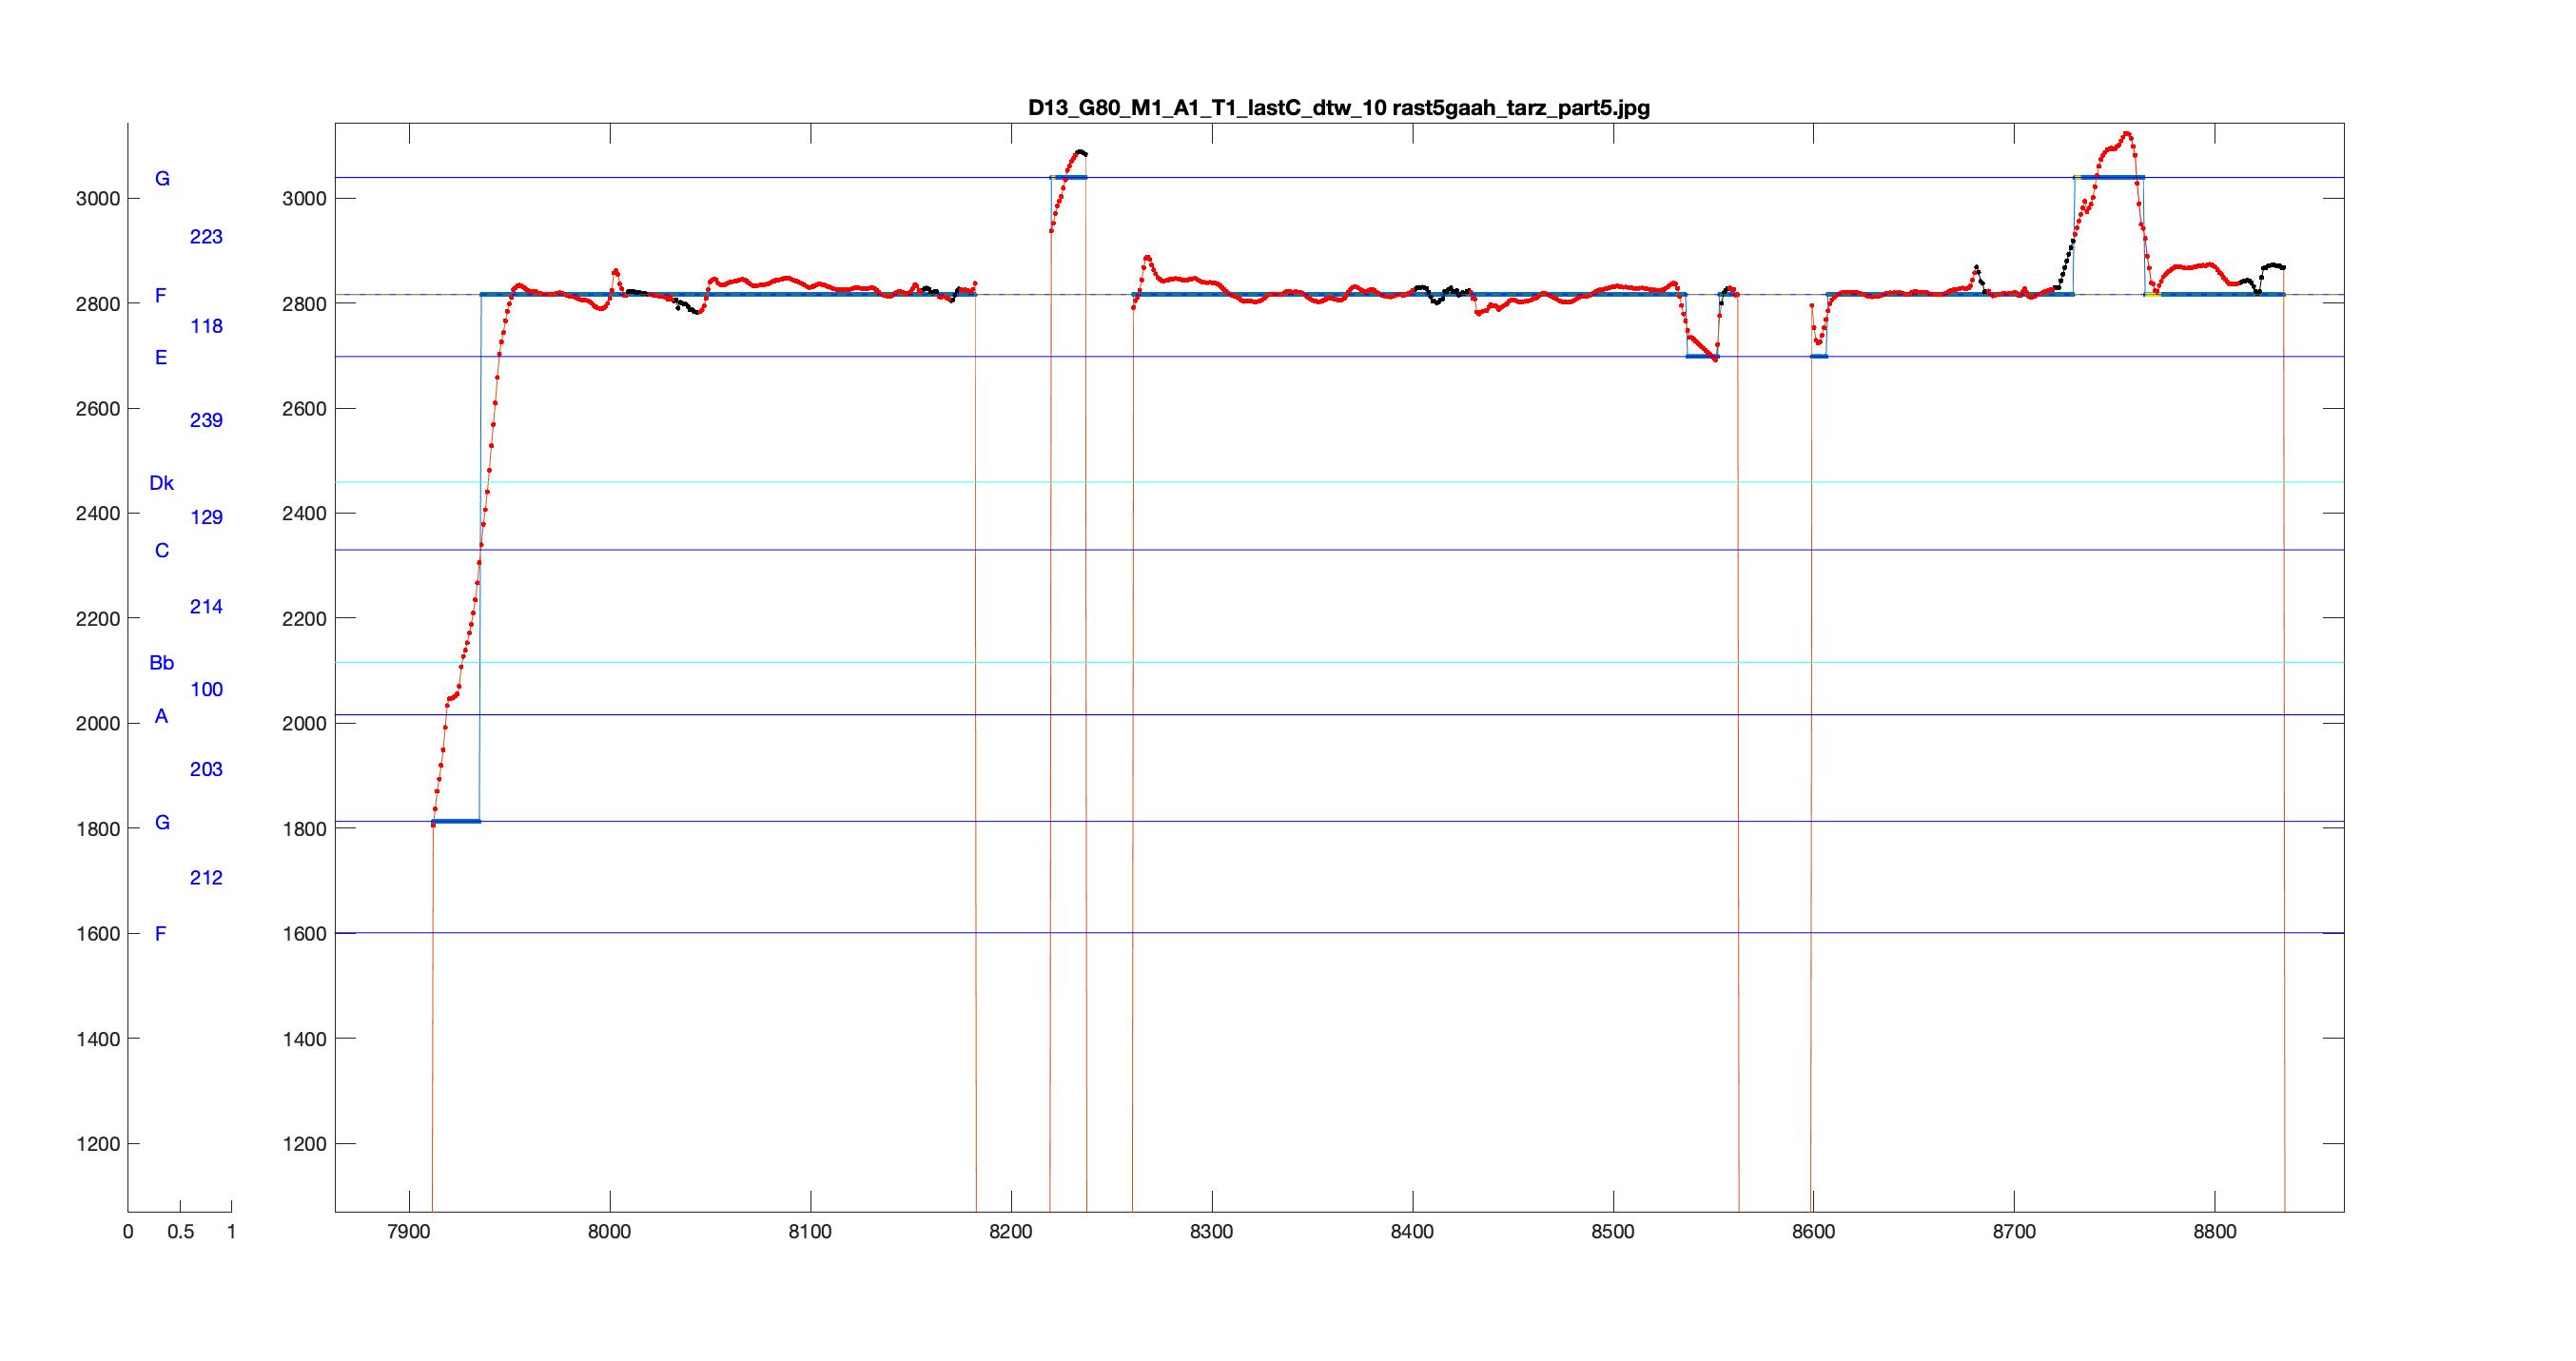 D13_G80_M1_A1_T1_lastC_dtw_10 rast5gaah_tarz_part5.jpg
G
3000 3000
223
F
2800 2800
118
E
2600 2600
239
Dk
2400 2400
129
C
2200 2200
214
Bb
100
A
2000 2000
203
G
1800 1800
212
F
1600 1600
1400 1400
1200 1200
0 0.5 1 7900 8000 8100 8200 8300 8400 8500 8600 8700 8800